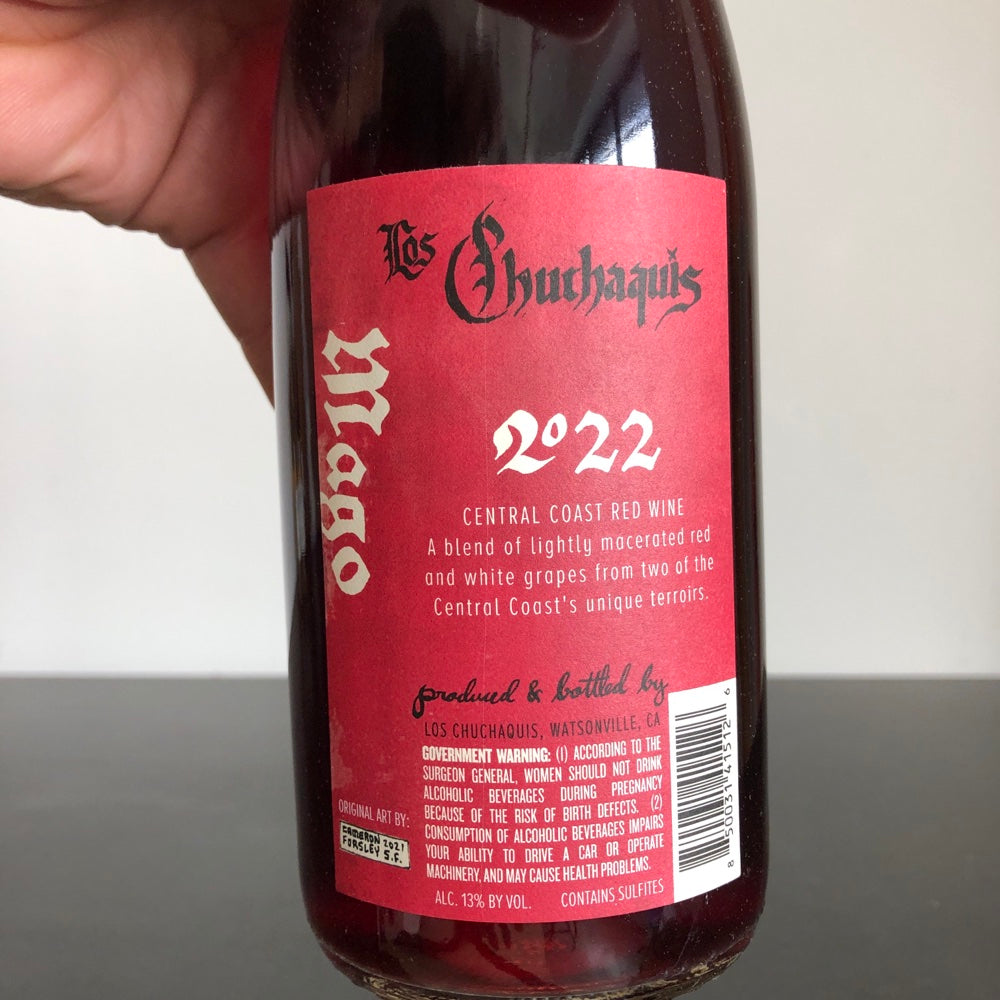 Los Chuchaquis
Mago
2022
CENTRAL COAST RED WINE
A blend of lightly macerated red
and white grapes from two of the
Central Coast's unique terroirs.
produced & bottled by
LOS CHUCHAQUIS, WATSONVILLE, CA
GOVERNMENT WARNING: (1) ACCORDING TO THE
SURGEON GENERAL, WOMEN SHOULD NOT DRINK
ALCOHOLIC BEVERAGES DURING PREGNANCY
BECAUSE OF THE RISK OF BIRTH DEFECTS. (2)
CONSUMPTION OF ALCOHOLIC BEVERAGES IMPAIRS
YOUR ABILITY TO DRIVE A CAR OR OPERATE
MACHINERY, AND MAY CAUSE HEALTH PROBLEMS.
ALC. 13% BY VOL. CONTAINS SULFITES
ORIGINAL ART BY:
CAMERON 2021
FORSLEY S.F.
8 50031 41512 6